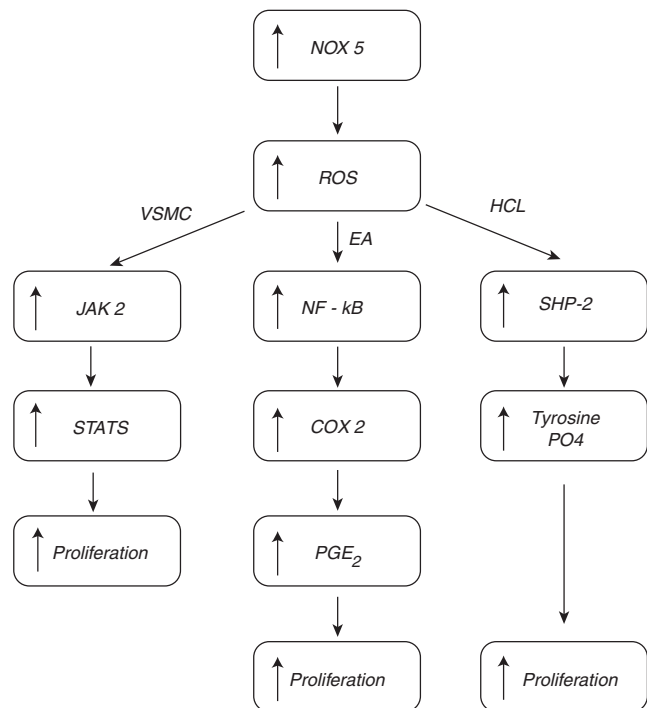 NOX 5
ROS
VSMC
EA
HCL
JAK 2
NF - kB
SHP-2
STATS
COX 2
Tyrosine
PO4
Proliferation
PGE2
Proliferation
Proliferation